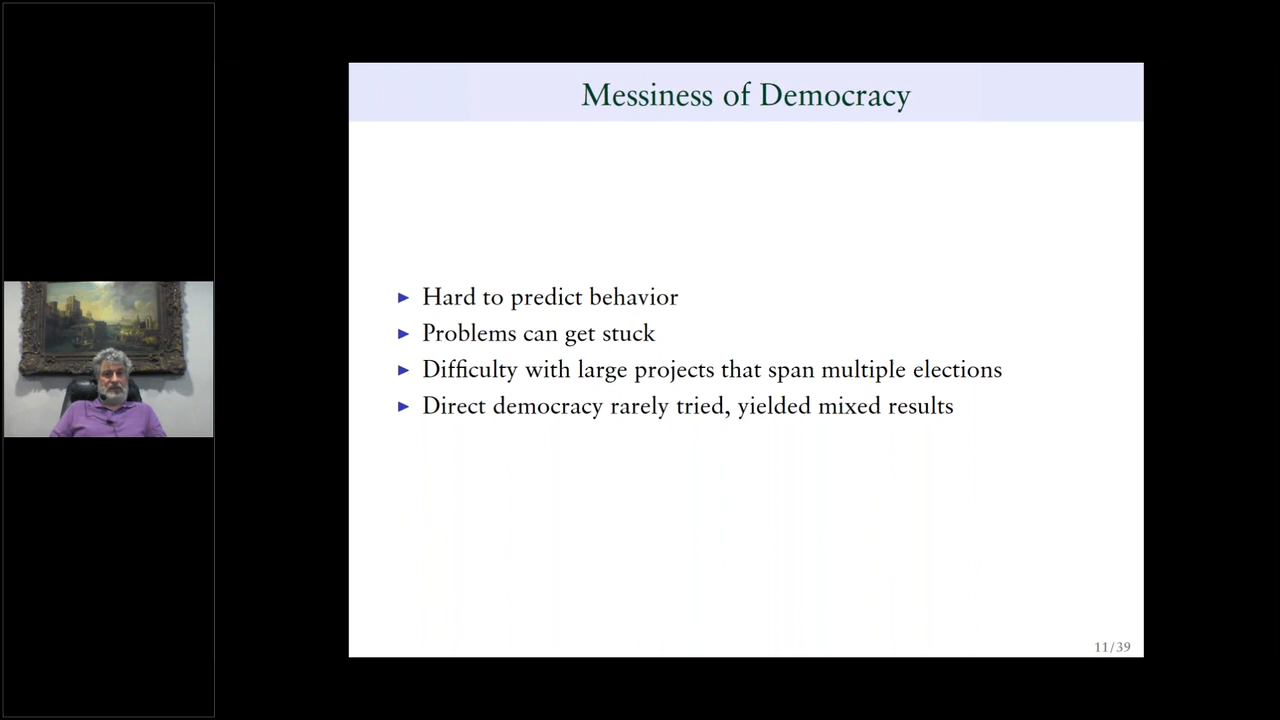 Messiness of Democracy
▶ Hard to predict behavior
▶ Problems can get stuck
▶ Difficulty with large projects that span multiple elections
▶ Direct democracy rarely tried, yielded mixed results
11/39